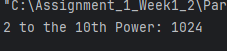 "C:\Assignment_1_Week1_2\Par
2 to the 10th Power: 1024